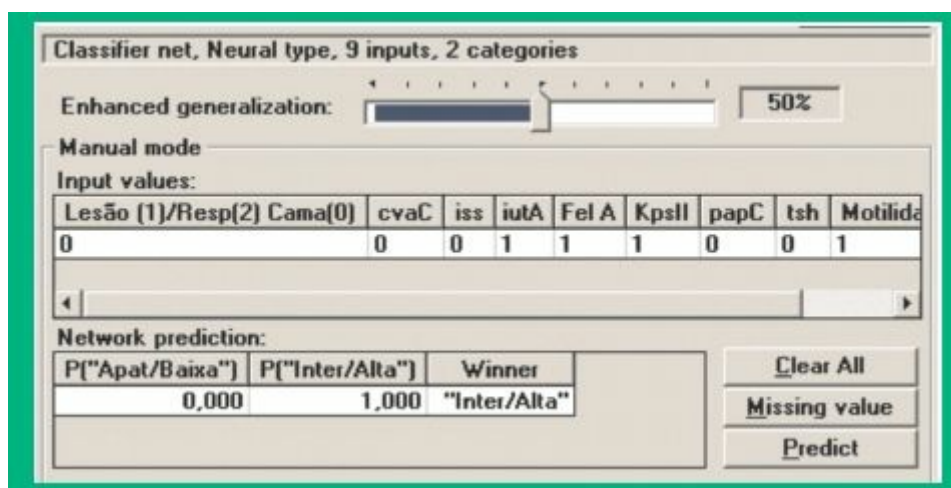 Classifier net, Neural type, 9 inputs, 2 categories
Enhanced generalization: 50%
Manual mode
Input values:
Lesão (1)/Resp(2) Cama(0) cvaC iss iutA Fel A KpsII papC tsh Motilida
0 0 0 1 1 1 0 0 1
Network prediction:
P("Apat/Baixa") P("Inter/Alta") Winner
0,000 1,000 "Inter/Alta"
Clear All
Missing value
Predict